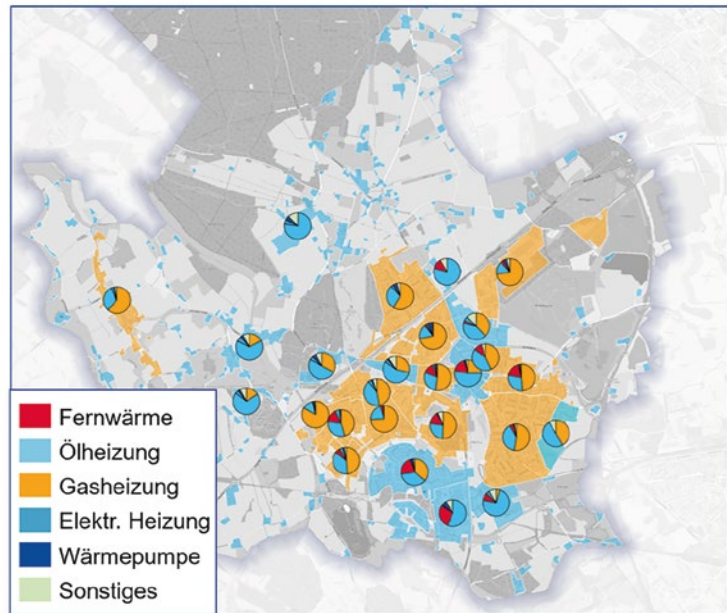 Fernwärme
Ölheizung
Gasheizung
Elektr. Heizung
Wärmepumpe
Sonstiges